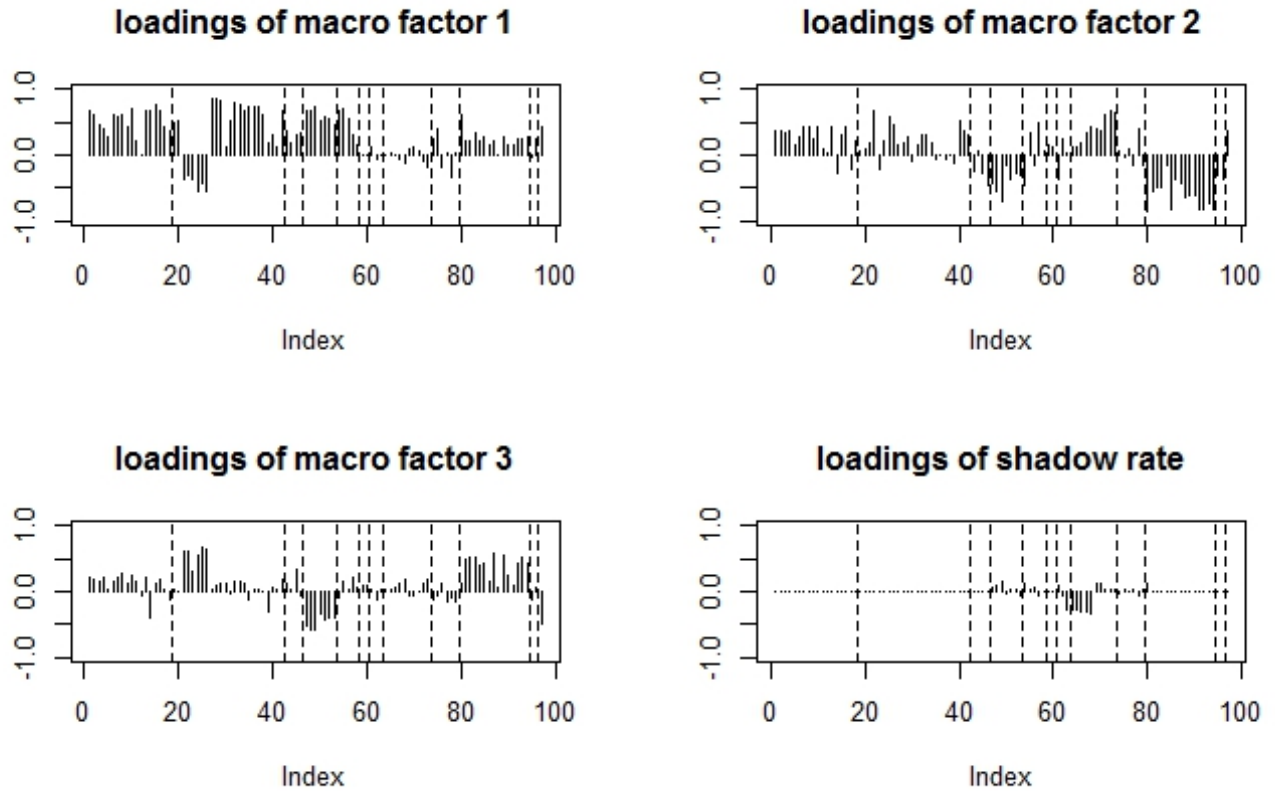 loadings of macro factor 1
1.0
0.0
-1.0
0 20 40 60 80 100
Index
loadings of macro factor 2
1.0
0.0
-1.0
0 20 40 60 80 100
Index
loadings of macro factor 3
1.0
0.0
-1.0
0 20 40 60 80 100
Index
loadings of shadow rate
1.0
0.0
-1.0
0 20 40 60 80 100
Index